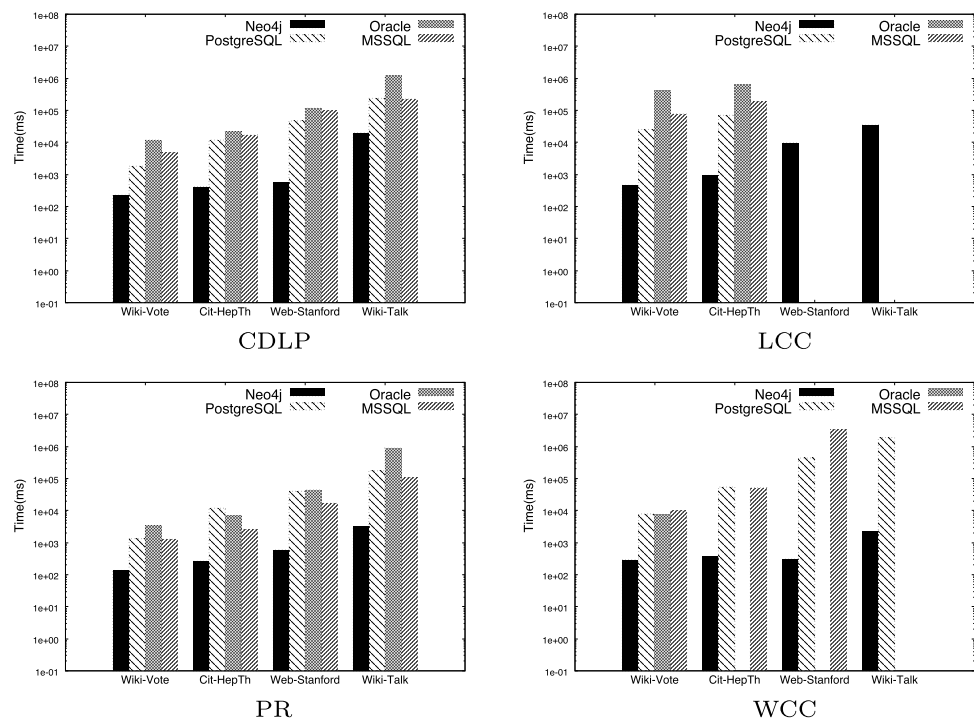 1e+08
1e+07
1e+06
1e+05
1e+04
1e+03
1e+02
1e+01
1e+00
1e-01
Time(ms)
Neo4j
PostgreSQL
Oracle
MSSQL
Wiki-Vote Cit-HepTh Web-Stanford Wiki-Talk
CDLP
1e+08
1e+07
1e+06
1e+05
1e+04
1e+03
1e+02
1e+01
1e+00
1e-01
Time(ms)
Neo4j
PostgreSQL
Oracle
MSSQL
Wiki-Vote Cit-HepTh Web-Stanford Wiki-Talk
LCC
1e+08
1e+07
1e+06
1e+05
1e+04
1e+03
1e+02
1e+01
1e+00
1e-01
Time(ms)
Neo4j
PostgreSQL
Oracle
MSSQL
Wiki-Vote Cit-HepTh Web-Stanford Wiki-Talk
PR
1e+08
1e+07
1e+06
1e+05
1e+04
1e+03
1e+02
1e+01
1e+00
1e-01
Time(ms)
Neo4j
PostgreSQL
Oracle
MSSQL
Wiki-Vote Cit-HepTh Web-Stanford Wiki-Talk
WCC